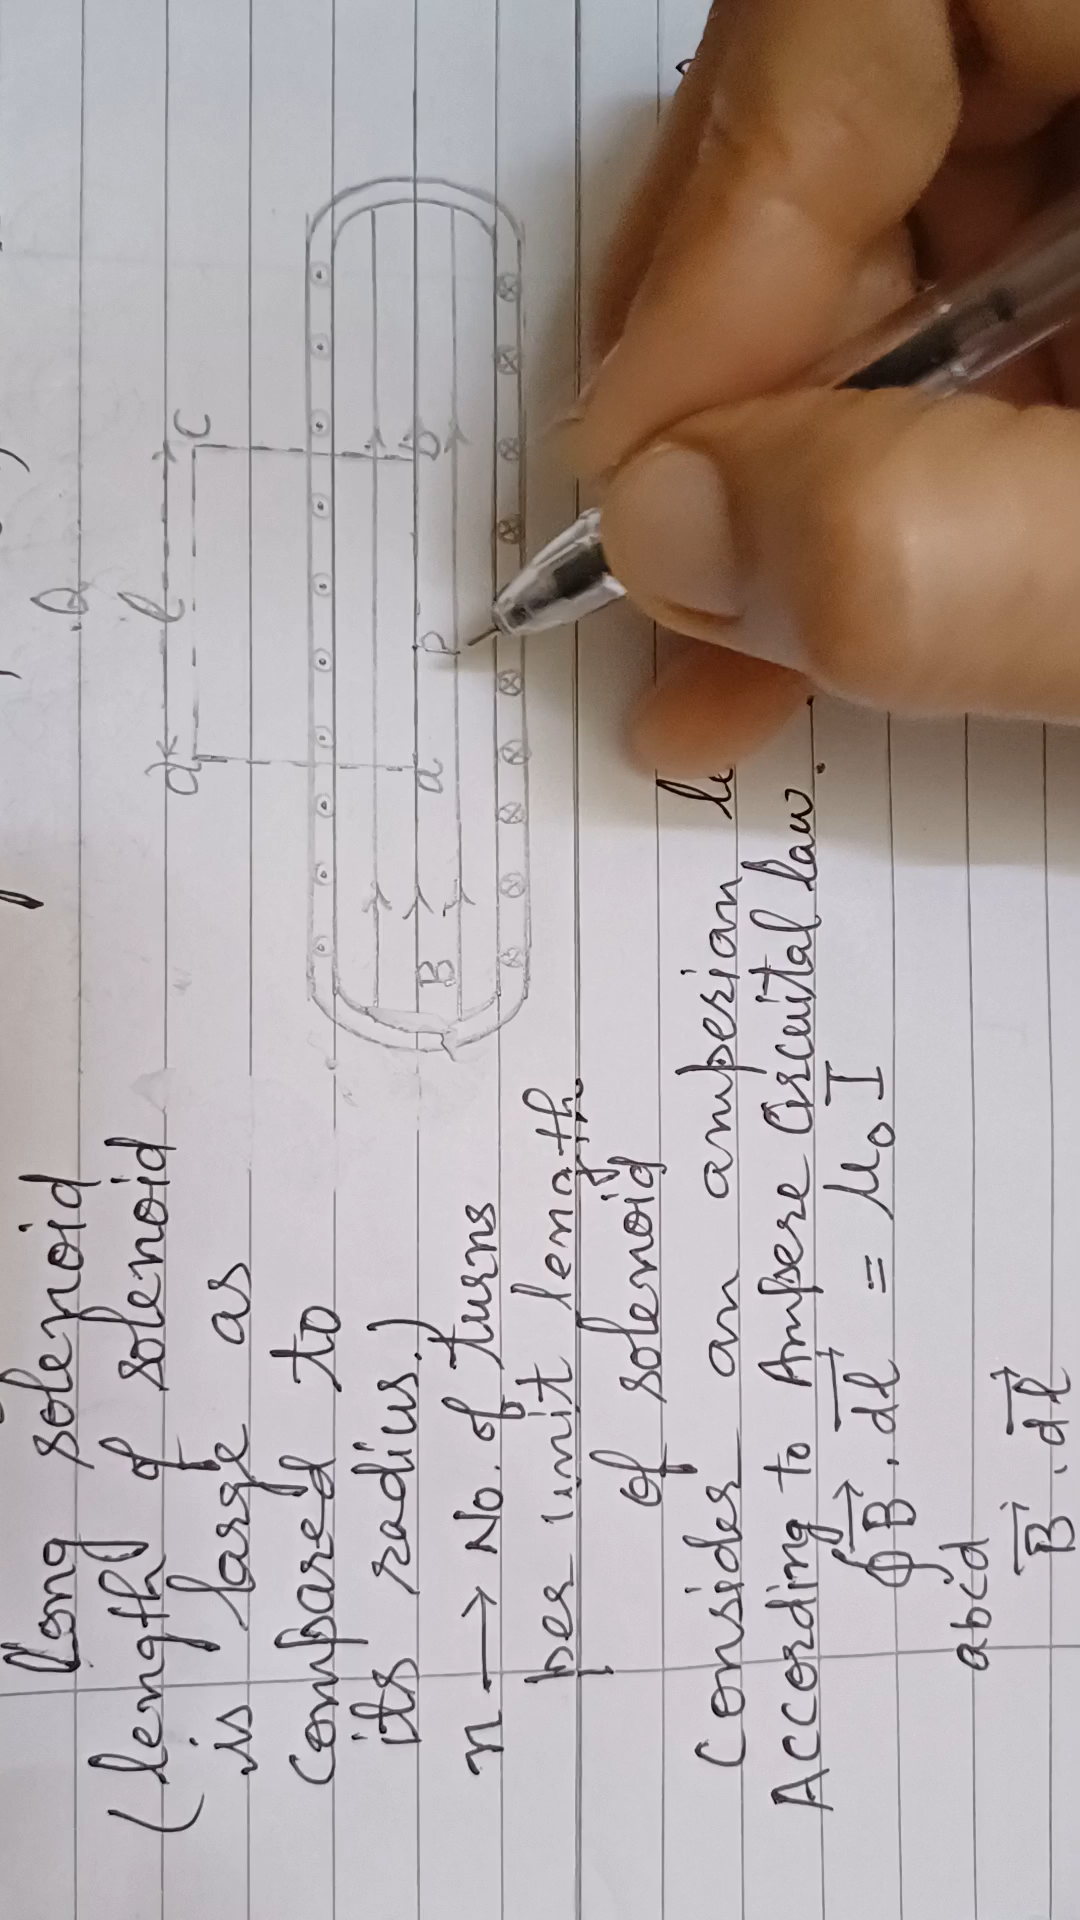 Long solenoid
(length of solenoid
is large as
compared to
its radius.)
n → No. of turns
per unit length
of solenoid
.Q
d l c
B a P b
Consider an amperian
According to Ampere Circuital law.
∮ B⃗ . dl⃗ = μ₀ I
abcd
B⃗ . dl⃗